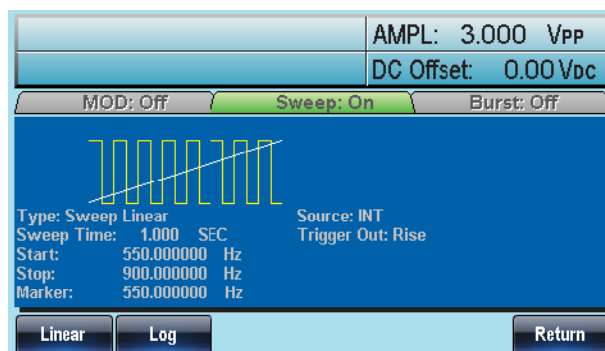 AMPL: 3.000 VPP
DC Offset: 0.00 VDC
MOD: Off Sweep: On Burst: Off
Type: Sweep Linear Source: INT
Sweep Time: 1.000 SEC Trigger Out: Rise
Start: 550.000000 Hz
Stop: 900.000000 Hz
Marker: 550.000000 Hz
Linear Log Return